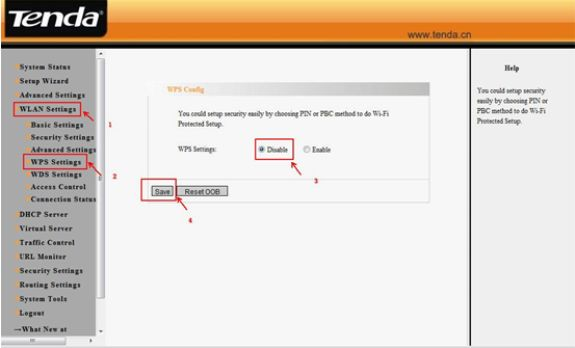 Tenda
www.tenda.cn
System Status
Setup Wizard
Advanced Settings
WLAN Settings
Basic Settings
Security Settings
Advanced Settings
WPS Settings
WDS Settings
Access Control
Connection Status
DHCP Server
Virtual Server
Traffic Control
URL Monitor
Security Settings
Routing Settings
System Tools
Logout
—What New at
1
2
WPS Config
You could setup security easily by choosing PIN or PBC method to do Wi-Fi
Protected Setup.
WPS Settings: Disable Enable
3
Save Reset OOB
4
Help
You could setup security
easily by choosing PIN or
PBC method to do Wi-Fi
Protected Setup.